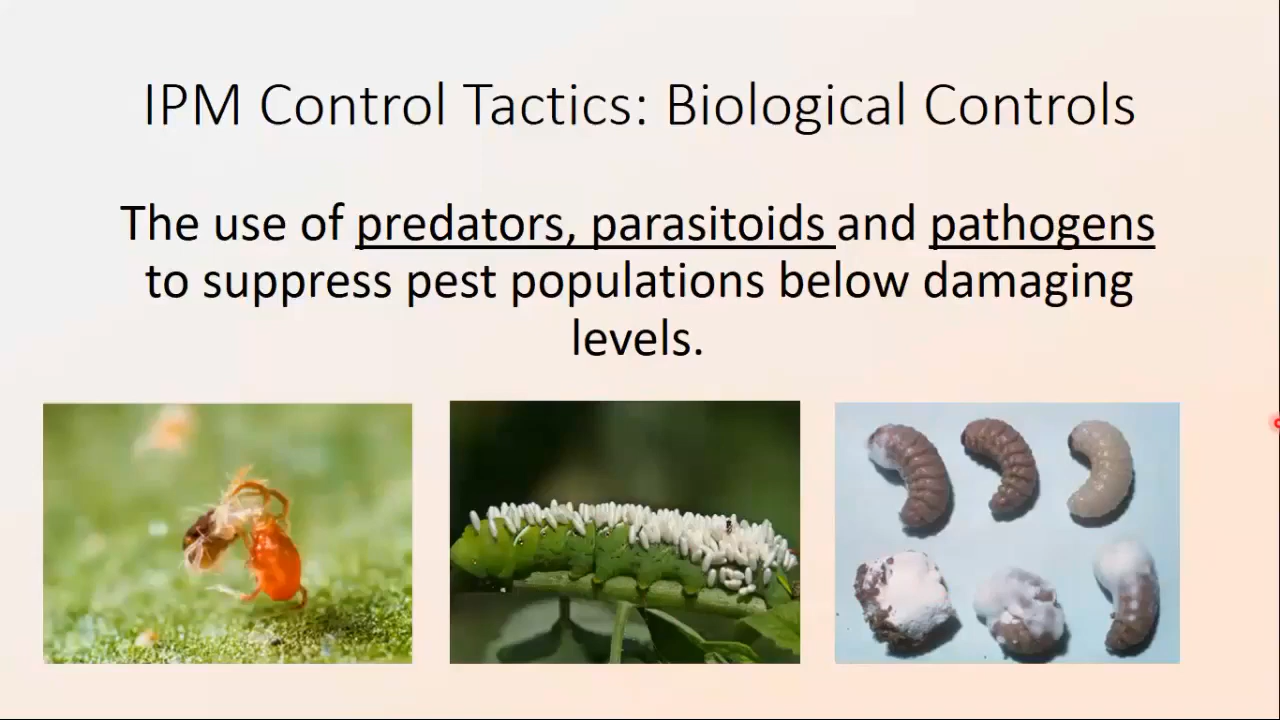 IPM Control Tactics: Biological Controls
The use of predators, parasitoids and pathogens
to suppress pest populations below damaging
levels.